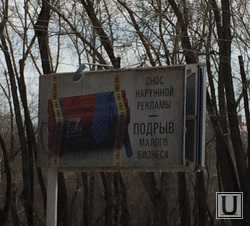 СНОС
НАРУЖНОЙ
РЕКЛАМЫ
—
ПОДРЫВ
МАЛОГО
БИЗНЕСА
U